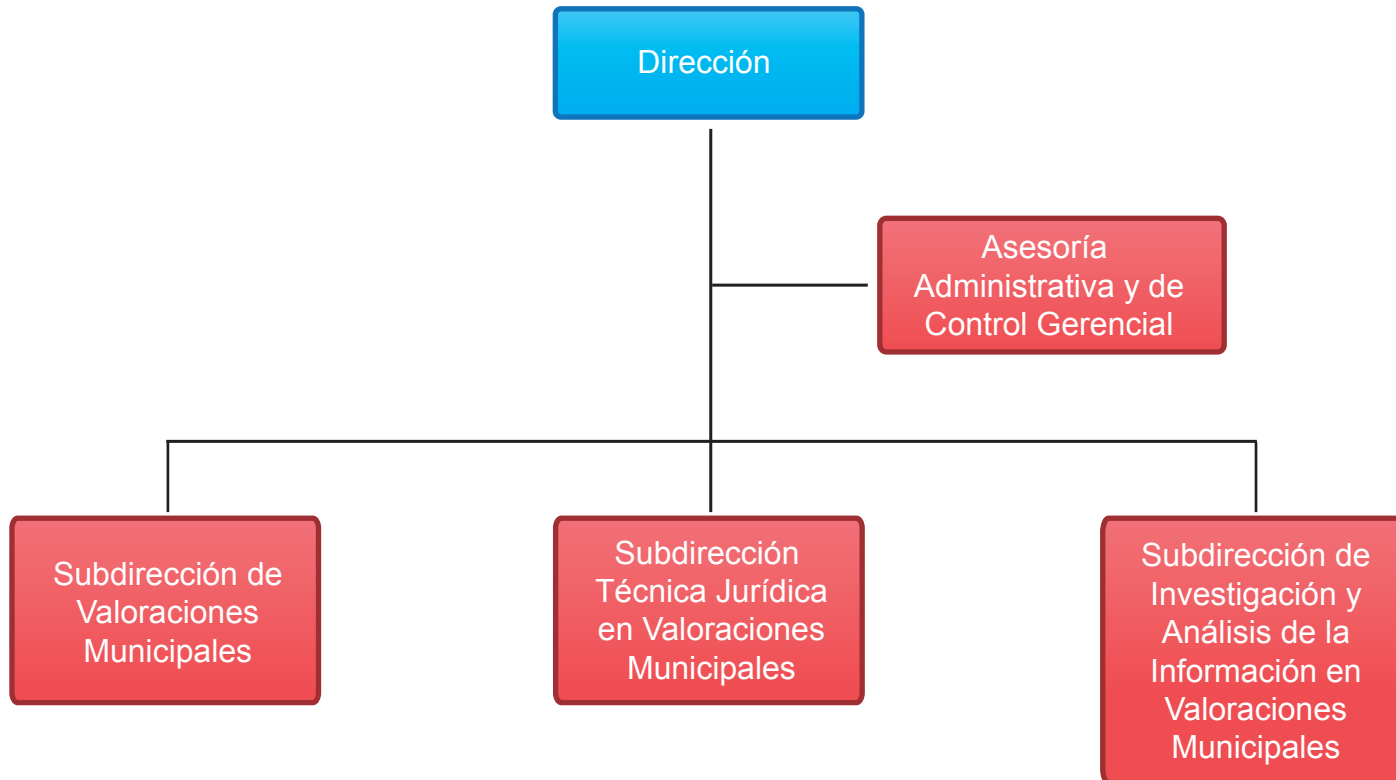 Dirección
Asesoría
Administrativa y de
Control Gerencial
Subdirección de
Valoraciones
Municipales
Subdirección
Técnica Jurídica
en Valoraciones
Municipales
Subdirección de
Investigación y
Análisis de la
Información en
Valoraciones
Municipales